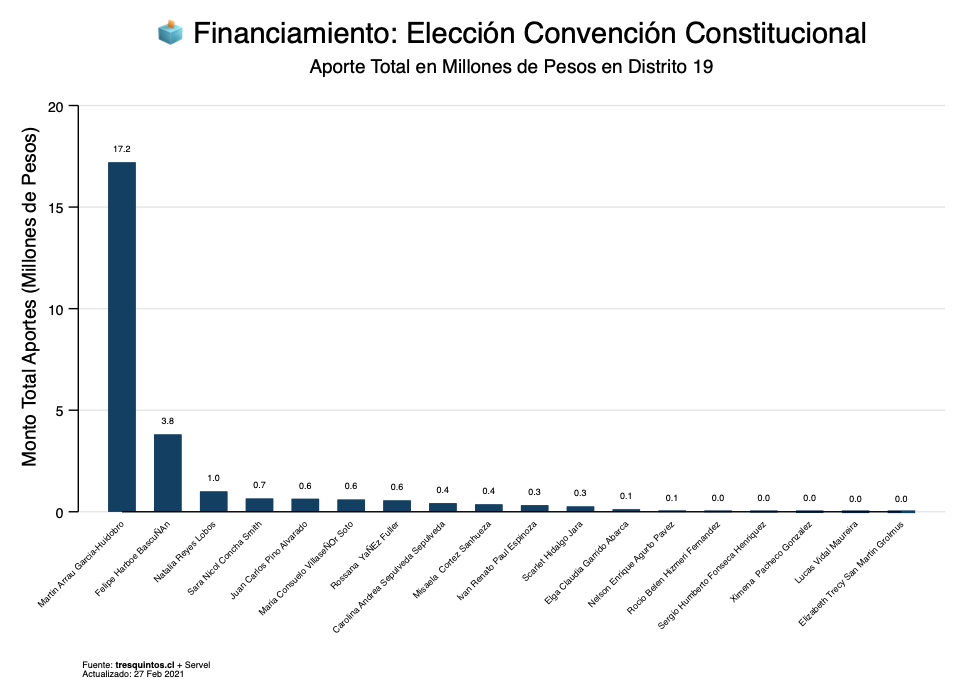 Financiamiento: Elección Convención Constitucional
Aporte Total en Millones de Pesos en Distrito 19
Monto Total Aportes (Millones de Pesos)
20
15
10
5
0
17.2
3.8
1.0
0.7
0.6
0.6
0.6
0.4
0.4
0.3
0.3
0.1
0.1
0.0
0.0
0.0
0.0
0.0
Martin Arrau Garcia-Huidobro
Felipe Harboe BascuÑAn
Natalia Reyes Lobos
Sara Nicol Concha Smith
Juan Carlos Pino Alvarado
Maria Consuelo VillaseÑOr Soto
Rossana YaÑEz Fuller
Carolina Andrea Sepulveda Sepulveda
Misaela Cortez Sanhueza
Ivan Renato Paul Espinoza
Scarlet Hidalgo Jara
Elga Claudia Garrido Abarca
Nelson Enrique Agurto Pavez
Rocio Belen Hizmeri Fernandez
Sergio Humberto Fonseca Henriquez
Ximena Pacheco Gonzalez
Lucas Vidal Maureira
Elizabeth Trecy San Martin Grolmus
Fuente: tresquintos.cl + Servel
Actualizado: 27 Feb 2021